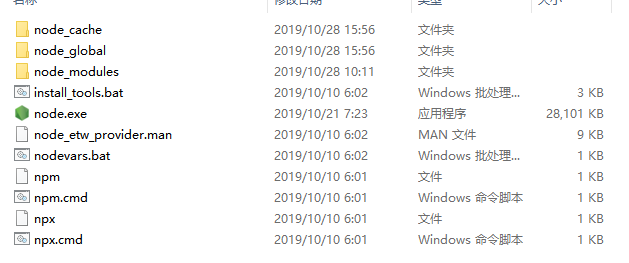 名称 修改日期 类型 大小
node_cache 2019/10/28 15:56 文件夹
node_global 2019/10/28 15:56 文件夹
node_modules 2019/10/28 10:11 文件夹
install_tools.bat 2019/10/10 6:02 Windows 批处理... 3 KB
node.exe 2019/10/21 7:23 应用程序 28,101 KB
node_etw_provider.man 2019/10/10 6:02 MAN 文件 9 KB
nodevars.bat 2019/10/10 6:02 Windows 批处理... 1 KB
npm 2019/10/10 6:01 文件 1 KB
npm.cmd 2019/10/10 6:01 Windows 命令脚本 1 KB
npx 2019/10/10 6:01 文件 1 KB
npx.cmd 2019/10/10 6:01 Windows 命令脚本 1 KB